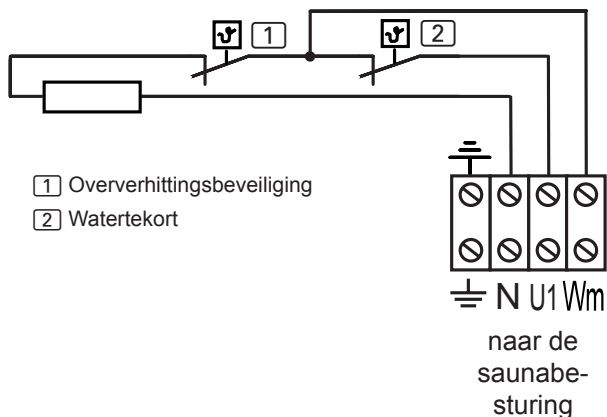 ϑ 1 ϑ 2
1 Oververhittingsbeveiliging
2 Watertekort
N U1 Wm
naar de
saunabe-
sturing